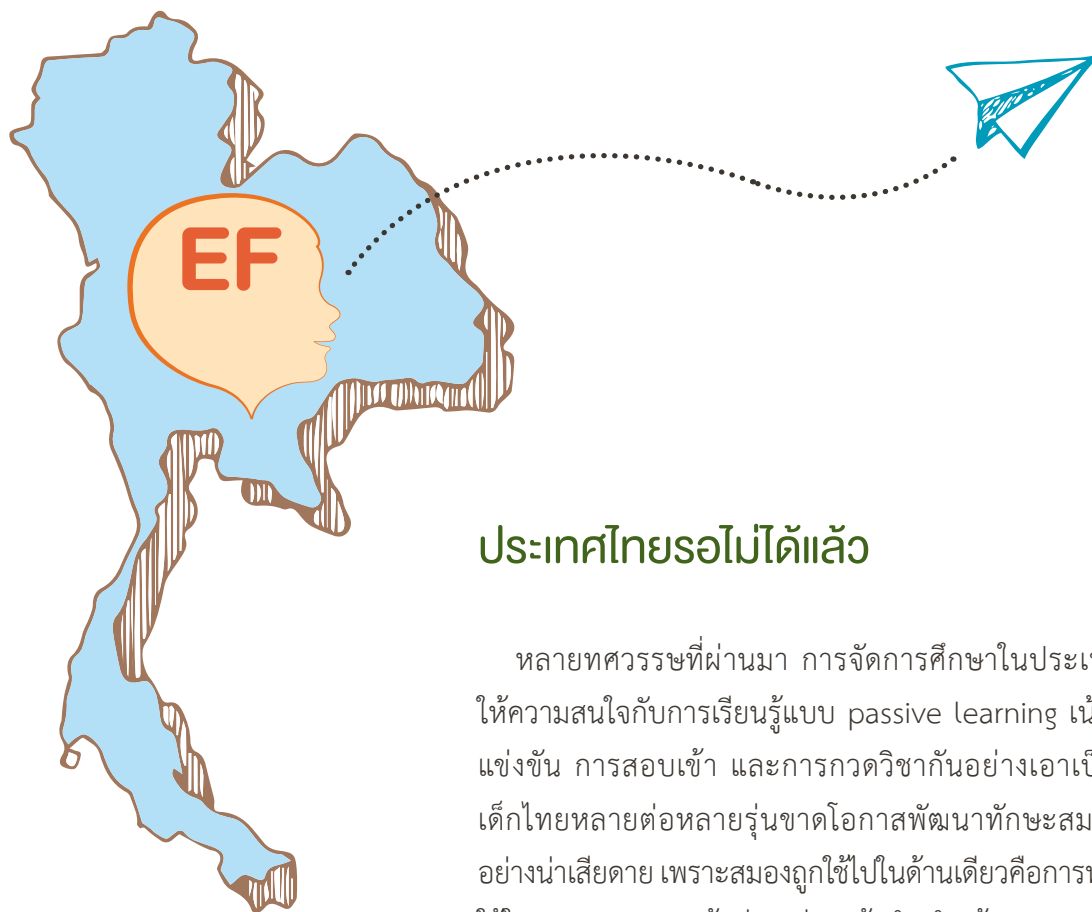 EF
ประเทศไทยรอไม่ได้แล้ว
หลายทศวรรษที่ผ่านมา การจัดการศึกษาในประเ
ให้ความสนใจกับการเรียนรู้แบบ passive learning
แข่งขัน การสอบเข้า และการกวดวิชากันอย่างเอาเป็
เด็กไทยหลายต่อหลายรุ่นขาดโอกาสพัฒนาทักษะสม
อย่างน่าเสียดาย เพราะสมองถูกใช้ไปในด้านเดียวคือการ